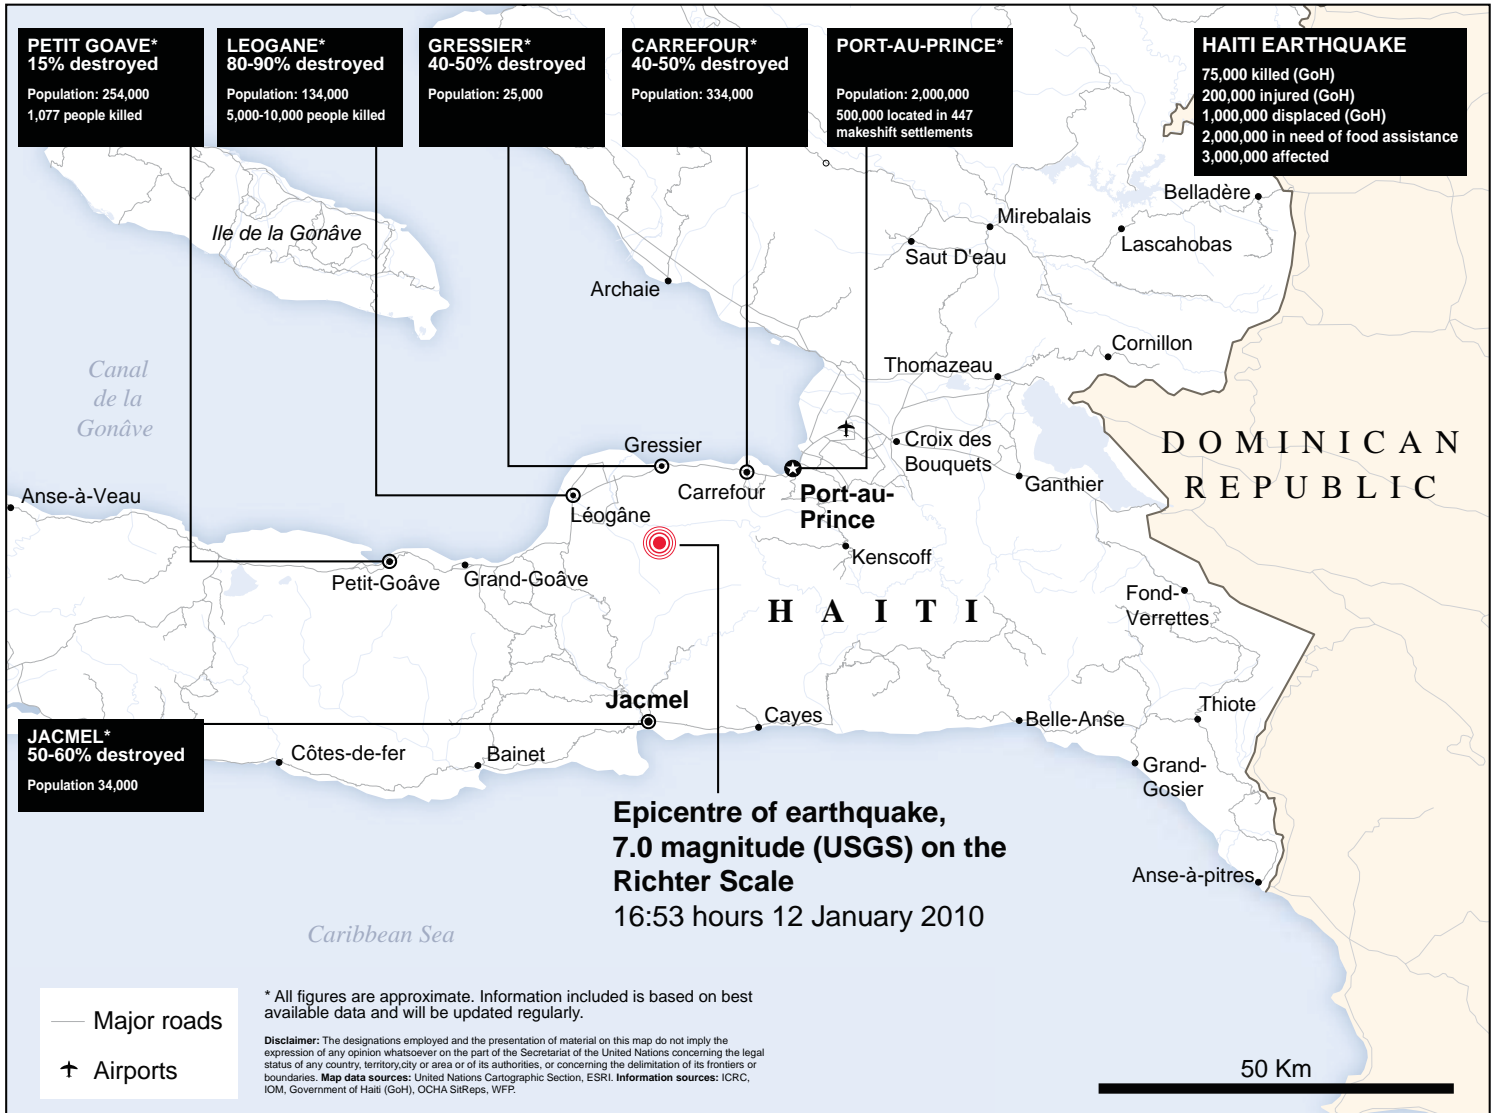 PETIT GOAVE*
15% destroyed
Population: 254,000
1,077 people killed
LEOGANE*
80-90% destroyed
Population: 134,000
5,000-10,000 people killed
GRESSIER*
40-50% destroyed
Population: 25,000
CARREFOUR*
40-50% destroyed
Population: 334,000
PORT-AU-PRINCE*
Population: 2,000,000
500,000 located in 447
makeshift settlements
HAITI EARTHQUAKE
75,000 killed (GoH)
200,000 injured (GoH)
1,000,000 displaced (GoH)
2,000,000 in need of food assistance
3,000,000 affected
Belladère
Mirebalais
Lascahobas
Ile de la Gonâve
Saut D'eau
Archaie
Cornillon
Thomazeau
Canal
de la
Gonâve
Gressier
Croix des
Bouquets
DOMINICAN
REPUBLIC
Anse-à-Veau
Carrefour
Port-au-
Prince
Ganthier
Léogâne
Kenscoff
Petit-Goâve
Grand-Goâve
HAITI
Fond-
Verrettes
Jacmel
Cayes
Belle-Anse
Thiote
JACMEL*
50-60% destroyed
Population 34,000
Côtes-de-fer
Bainet
Grand-
Gosier
Epicentre of earthquake,
7.0 magnitude (USGS) on the
Richter Scale
16:53 hours 12 January 2010
Anse-à-pitres
Caribbean Sea
Major roads
Airports
* All figures are approximate. Information included is based on best
available data and will be updated regularly.
Disclaimer: The designations employed and the presentation of material on this map do not imply the
expression of any opinion whatsoever on the part of the Secretariat of the United Nations concerning the legal
status of any country, territory,city or area or of its authorities, or concerning the delimitation of its frontiers or
boundaries. Map data sources: United Nations Cartographic Section, ESRI. Information sources: ICRC,
IOM, Government of Haiti (GoH), OCHA SitReps, WFP.
50 Km